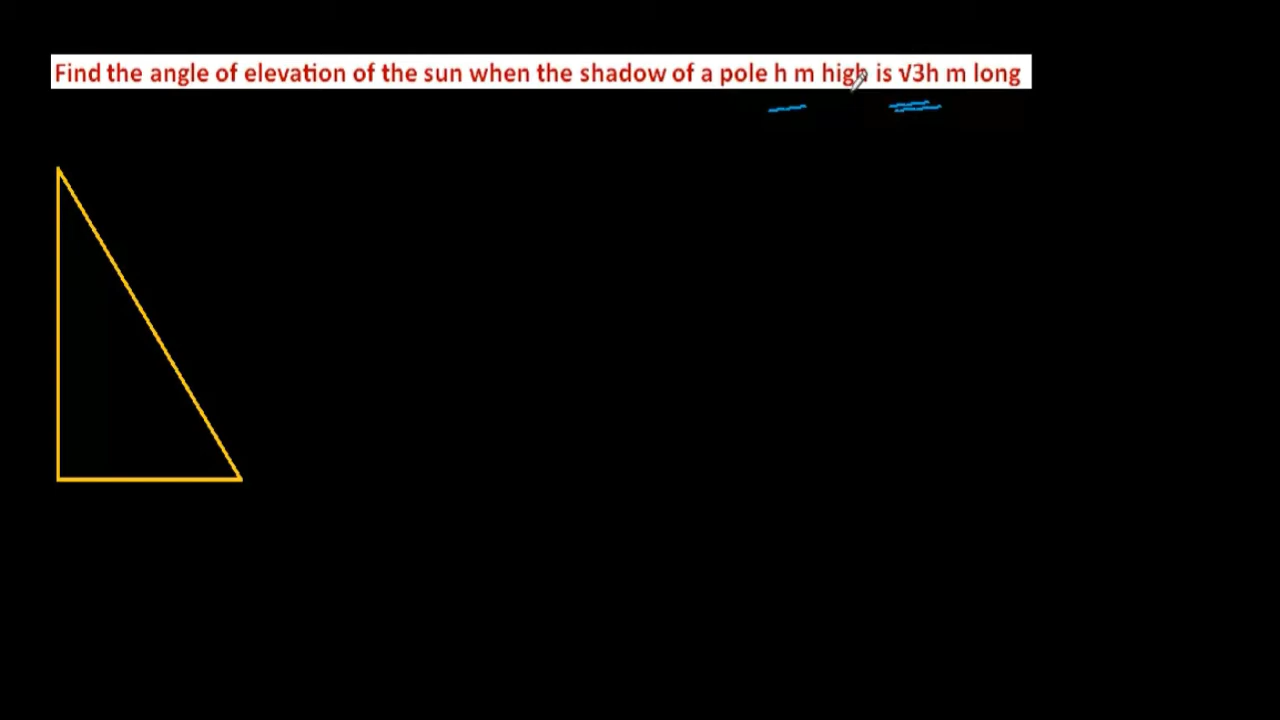 Find the angle of elevation of the sun when the shadow of a pole h m high is √3h m long